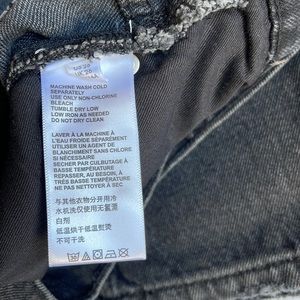 MACHINE WASH COLD
SEPARATELY
USE ONLY NON-CHLORINE
BLEACH
TUMBLE DRY LOW
LOW IRON AS NEEDED
DO NOT DRY CLEAN
LAVER À LA MACHINE À
L'EAU FROIDE SÉPARÉMENT
UTILISER UN AGENT DE
BLANCHIMENT SANS CHLORE
SI NÉCESSAIRE
SECHER PAR CULBUTAGE À
BASSE TEMPÉRATURE
REPASSER, AU BESOIN, À
TRÈS BASSE TEMPÉRATURE
NE PAS NETTOYER À SEC
与其他衣物分开用冷
水机洗仅使用无氯漂
白剂
低温烘干低温熨烫
不可干洗